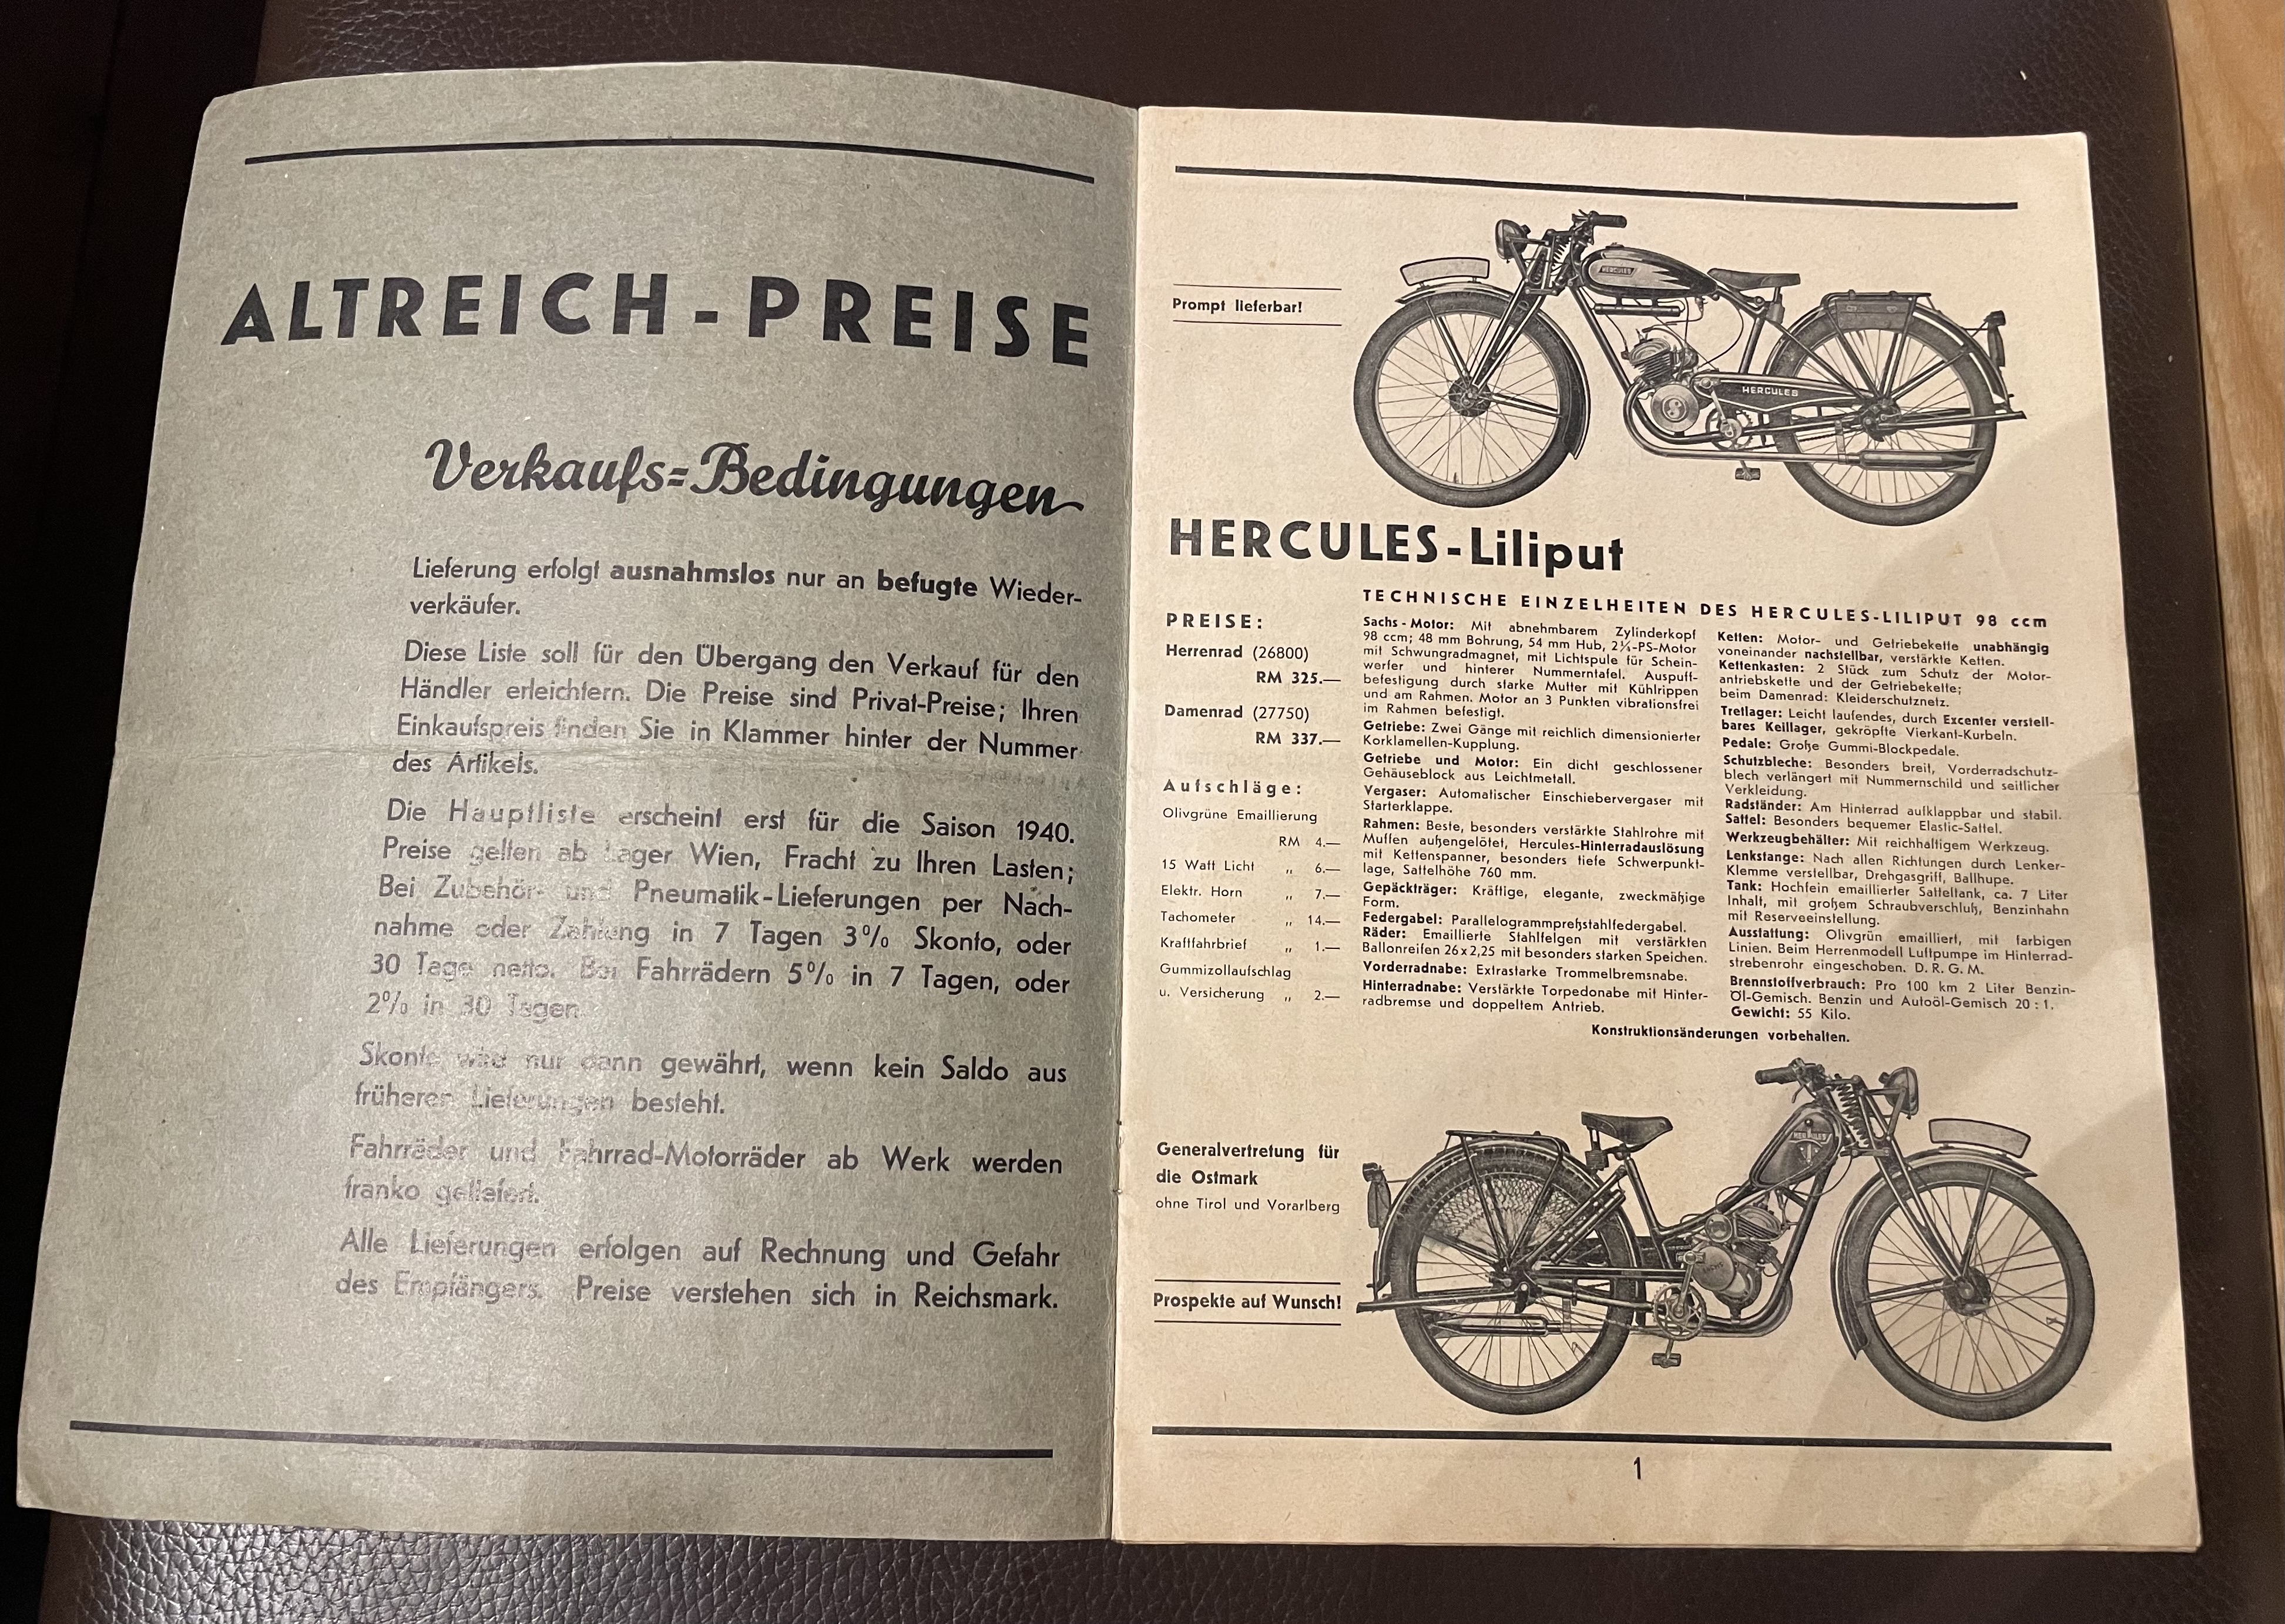 ALTREICH-PREISE
Verkaufs=Bedingungen
Lieferung erfolgt ausnahmslos nur an befugte Wieder-
verkäufer.
Diese Liste soll für den Übergang den Verkauf für den
Händler erleichtern. Die Preise sind Privat-Preise; Ihren
Einkaufspreis finden Sie in Klammer hinter der Nummer
des Artikels.
Die Hauptliste erscheint erst für die Saison 1940.
Preise gelten ab Lager Wien, Fracht zu Ihren Lasten;
Bei Zubehör- und Pneumatik-Lieferungen per Nach-
nahme oder Zahlung in 7 Tagen 3% Skonto, oder
30 Tage netto. Bei Fahrrädern 5% in 7 Tagen, oder
2% in 30 Tagen.
Skonto wird nur dann gewährt, wenn kein Saldo aus
früheren Lieferungen besteht.
Fahrräder und Fahrrad-Motorräder ab Werk werden
franko geliefert.
Alle Lieferungen erfolgen auf Rechnung und Gefahr
des Empfängers. Preise verstehen sich in Reichsmark.
Prompt lieferbar!
HERCULES
HERCULES
HERCULES-Liliput
PREISE:
Herrenrad (26800)
RM 325.—
Damenrad (27750)
RM 337.—
Aufschläge:
Olivgrüne Emaillierung
RM 4.—
15 Watt Licht „ 6.—
Elektr. Horn „ 7.—
Tachometer „ 14.—
Kraftfahrbrief „ 1.—
Gummizollaufschlag
u. Versicherung „ 2.—
TECHNISCHE EINZELHEITEN DES HERCULES-LILIPUT 98 ccm
Sachs-Motor: Mit abnehmbarem Zylinderkopf
98 ccm; 48 mm Bohrung, 54 mm Hub, 2¼-PS-Motor
mit Schwungradmagnet, mit Lichtspule für Schein-
werfer und hinterer Nummerntafel. Auspuff-
befestigung durch starke Mutter mit Kühlrippen
und am Rahmen. Motor an 3 Punkten vibrationsfrei
im Rahmen befestigt.
Getriebe: Zwei Gänge mit reichlich dimensionierter
Korklamellen-Kupplung.
Getriebe und Motor: Ein dicht geschlossener
Gehäuseblock aus Leichtmetall.
Vergaser: Automatischer Einschiebervergaser mit
Starterklappe.
Rahmen: Beste, besonders verstärkte Stahlrohre mit
Muffen außengelötet, Hercules-Hinterradauslösung
mit Kettenspanner, besonders tiefe Schwerpunkt-
lage, Sattelhöhe 760 mm.
Gepäckträger: Kräftige, elegante, zweckmäßige
Form.
Federgabel: Parallelogrammpreßstahlfedergabel.
Räder: Emaillierte Stahlfelgen mit verstärkten
Ballonreifen 26x2,25 mit besonders starken Speichen.
Vorderradnabe: Extrastarke Trommelbremsnabe.
Hinterradnabe: Verstärkte Torpedonabe mit Hinter-
radbremse und doppeltem Antrieb.
Ketten: Motor- und Getriebekette unabhängig
voneinander nachstellbar, verstärkte Ketten.
Kettenkasten: 2 Stück zum Schutz der Motor-
antriebskette und der Getriebekette;
beim Damenrad: Kleiderschutznetz.
Tretlager: Leicht laufendes, durch Excenter verstell-
bares Keillager, gekröpfte Vierkant-Kurbeln.
Pedale: Große Gummi-Blockpedale.
Schutzbleche: Besonders breit, Vorderradschutz-
blech verlängert mit Nummernschild und seitlicher
Verkleidung.
Radständer: Am Hinterrad aufklappbar und stabil.
Sattel: Besonders bequemer Elastic-Sattel.
Werkzeugbehälter: Mit reichhaltigem Werkzeug.
Lenkstange: Nach allen Richtungen durch Lenker-
Klemme verstellbar, Drehgasgriff, Ballhupe.
Tank: Hochfein emaillierter Satteltank, ca. 7 Liter
Inhalt, mit großem Schraubverschluß, Benzinhahn
mit Reserveeinstellung.
Ausstattung: Olivgrün emailliert, mit farbigen
Linien. Beim Herrenmodell Luftpumpe im Hinterrad-
strebenrohr eingeschoben. D. R. G. M.
Brennstoffverbrauch: Pro 100 km 2 Liter Benzin-
Öl-Gemisch. Benzin und Autoöl-Gemisch 20 : 1.
Gewicht: 55 Kilo.
Konstruktionsänderungen vorbehalten.
Generalvertretung für
die Ostmark
ohne Tirol und Vorarlberg
Prospekte auf Wunsch!
HERCULES
SACHS
1